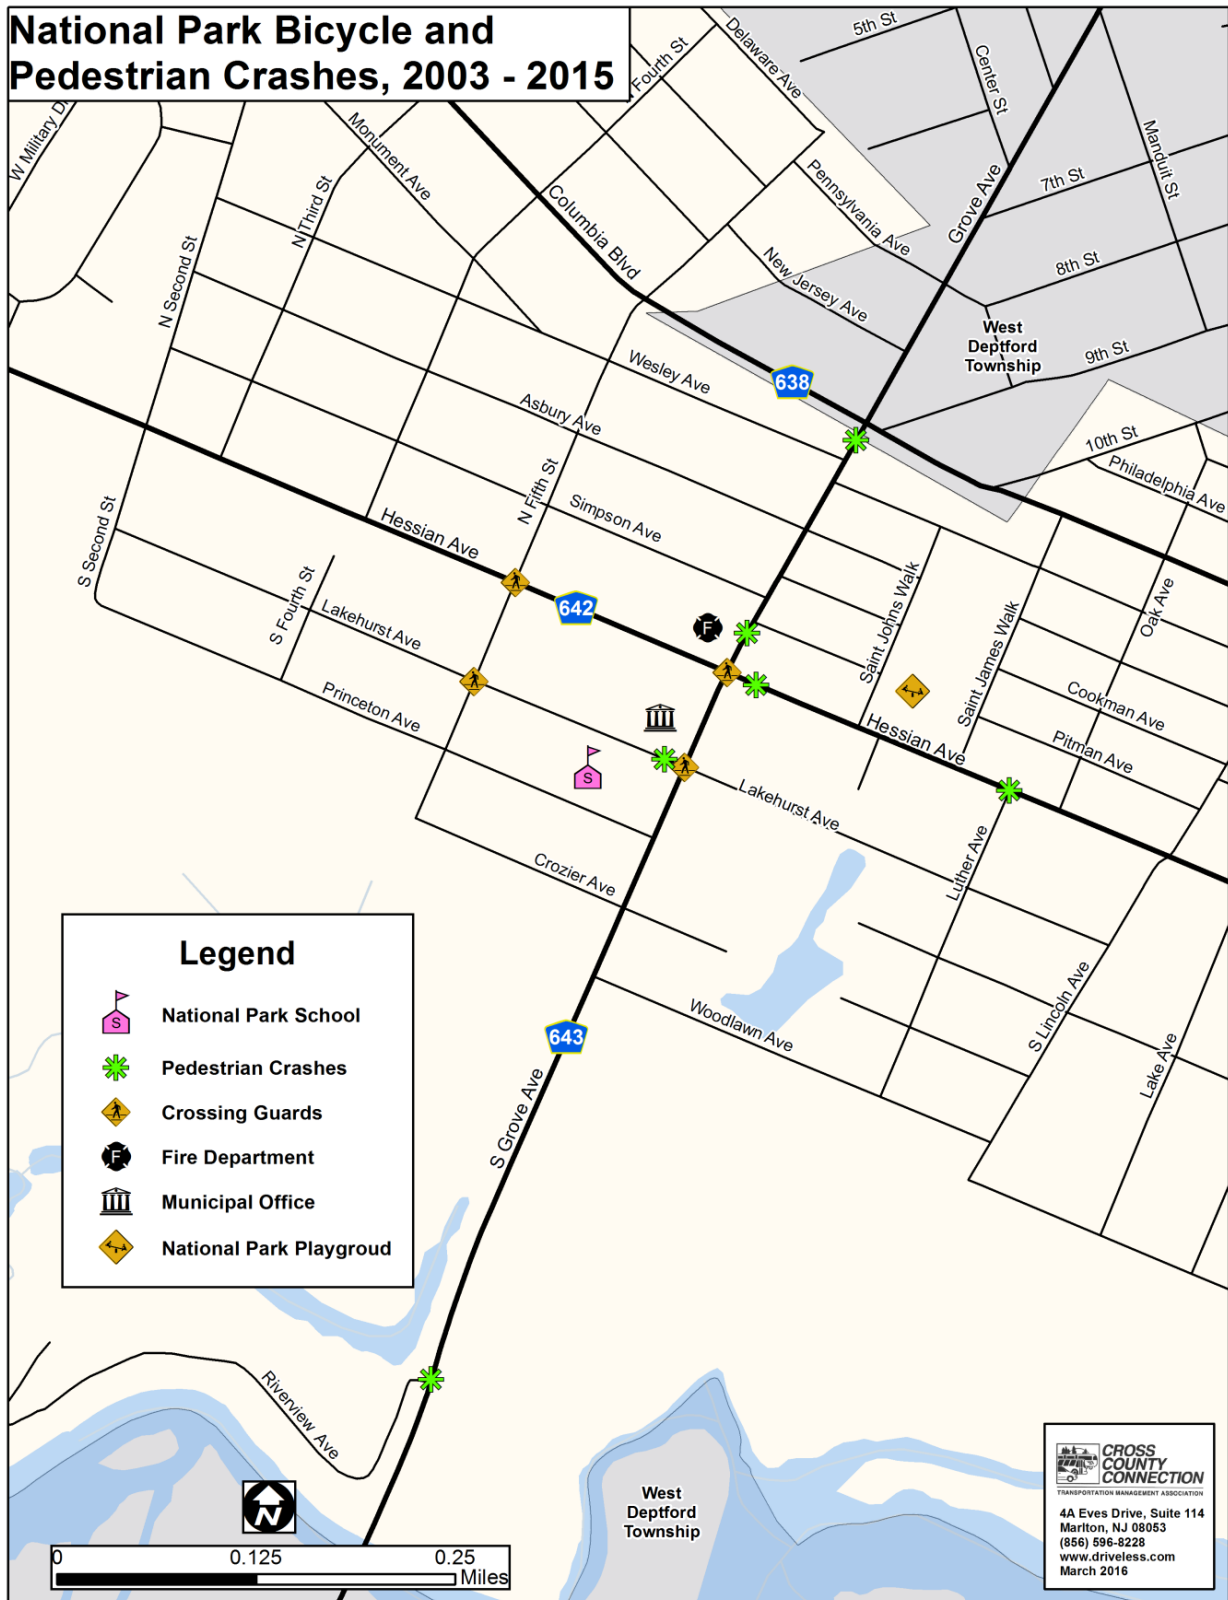 National Park Bicycle and
Pedestrian Crashes, 2003 - 2015
W Military Dr
Monument Ave
Fourth St
Delaware Ave
5th St
Center St
Manduit St
7th St
Grove Ave
Pennsylvania Ave
8th St
New Jersey Ave
West
Deptford
Township
9th St
N Third St
N Second St
Columbia Blvd
638
Wesley Ave
Asbury Ave
10th St
Philadelphia Ave
N Fifth St
Simpson Ave
Hessian Ave
S Second St
642
F
Saint Johns Walk
Saint James Walk
Oak Ave
S Fourth St
Lakehurst Ave
Princeton Ave
Cookman Ave
Pitman Ave
Hessian Ave
S
Lakehurst Ave
Crozier Ave
Luther Ave
Woodlawn Ave
S Lincoln Ave
Lake Ave
643
S Grove Ave
Riverview Ave
Legend
S
National Park School
Pedestrian Crashes
Crossing Guards
F
Fire Department
Municipal Office
National Park Playgroud
West
Deptford
Township
N
0 0.125 0.25
Miles
CROSS
COUNTY
CONNECTION
TRANSPORTATION MANAGEMENT ASSOCIATION
4A Eves Drive, Suite 114
Marlton, NJ 08053
(856) 596-8228
www.driveless.com
March 2016